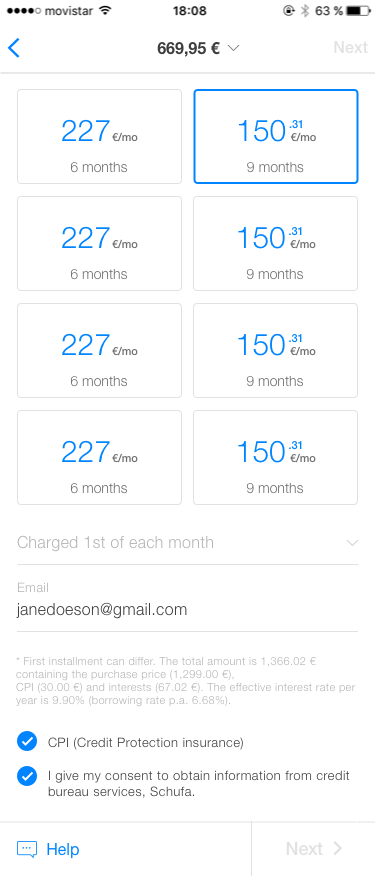 movistar 18:08 63 %
669,95 € Next
227 €/mo 150 .31 €/mo
6 months 9 months
227 €/mo 150 .31 €/mo
6 months 9 months
227 €/mo 150 .31 €/mo
6 months 9 months
227 €/mo 150 .31 €/mo
6 months 9 months
Charged 1st of each month
Email
janedoeson@gmail.com
* First installment can differ. The total amount is 1,366,02 €
containing the purchase price (1,299.00 €),
CPI (30.00 €) and interests (67.02 €). The effective interest rate per
year is 9.90% (borrowing rate p.a. 6.68%).
CPI (Credit Protection insurance)
I give my consent to obtain information from credit
bureau services, Schufa.
Help Next